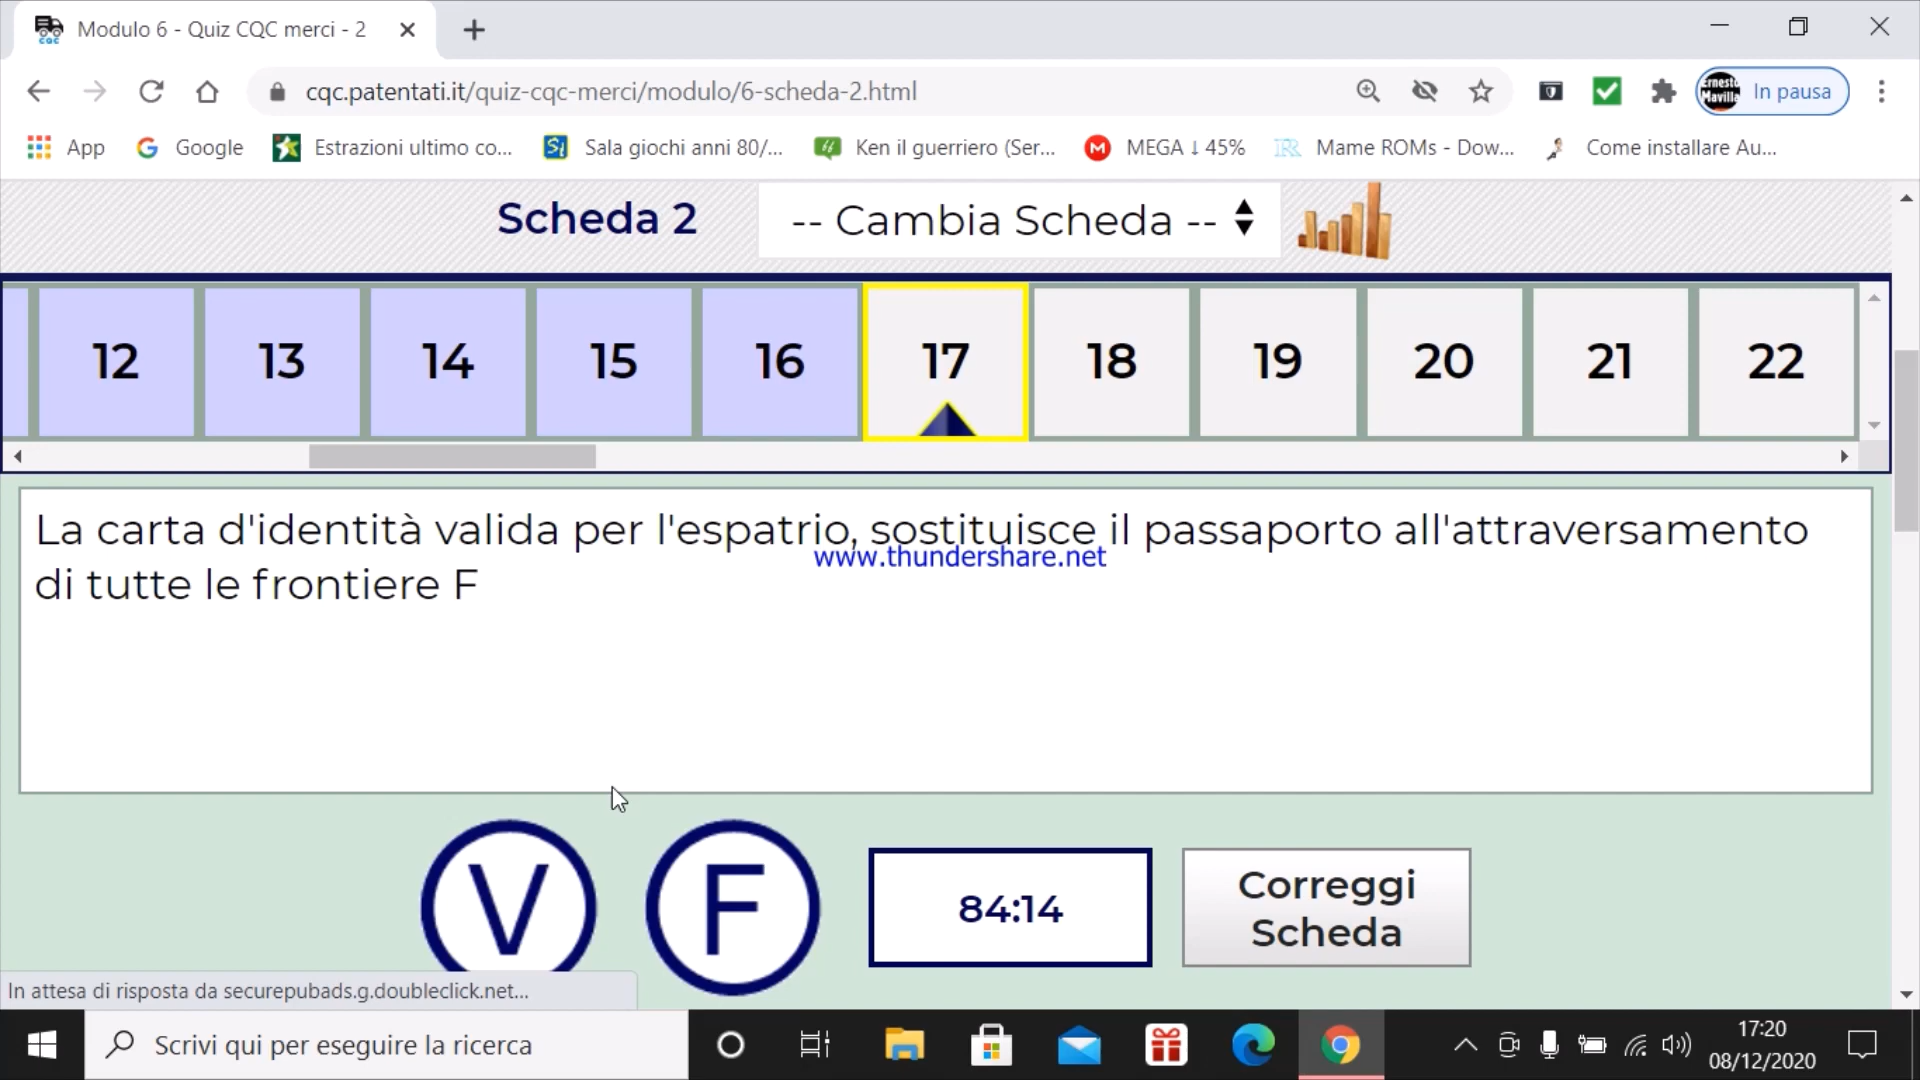 Modulo 6 - Quiz CQC merci - 2
cqc.patentati.it/quiz-cqc-merci/modulo/6-scheda-2.html
Ernesto Mavilla
In pausa
App
Google
Estrazioni ultimo co...
Sala giochi anni 80/...
Ken il guerriero (Ser...
MEGA ↓ 45%
Mame ROMs - Dow...
Come installare Au...
Scheda 2
-- Cambia Scheda --
12 13 14 15 16 17 18 19 20 21 22
La carta d'identità valida per l'espatrio, sostituisce il passaporto all'attraversamento
www.thundershare.net
di tutte le frontiere F
V
F
84:14
Correggi
Scheda
In attesa di risposta da securepubads.g.doubleclick.net...
Scrivi qui per eseguire la ricerca
17:20
08/12/2020